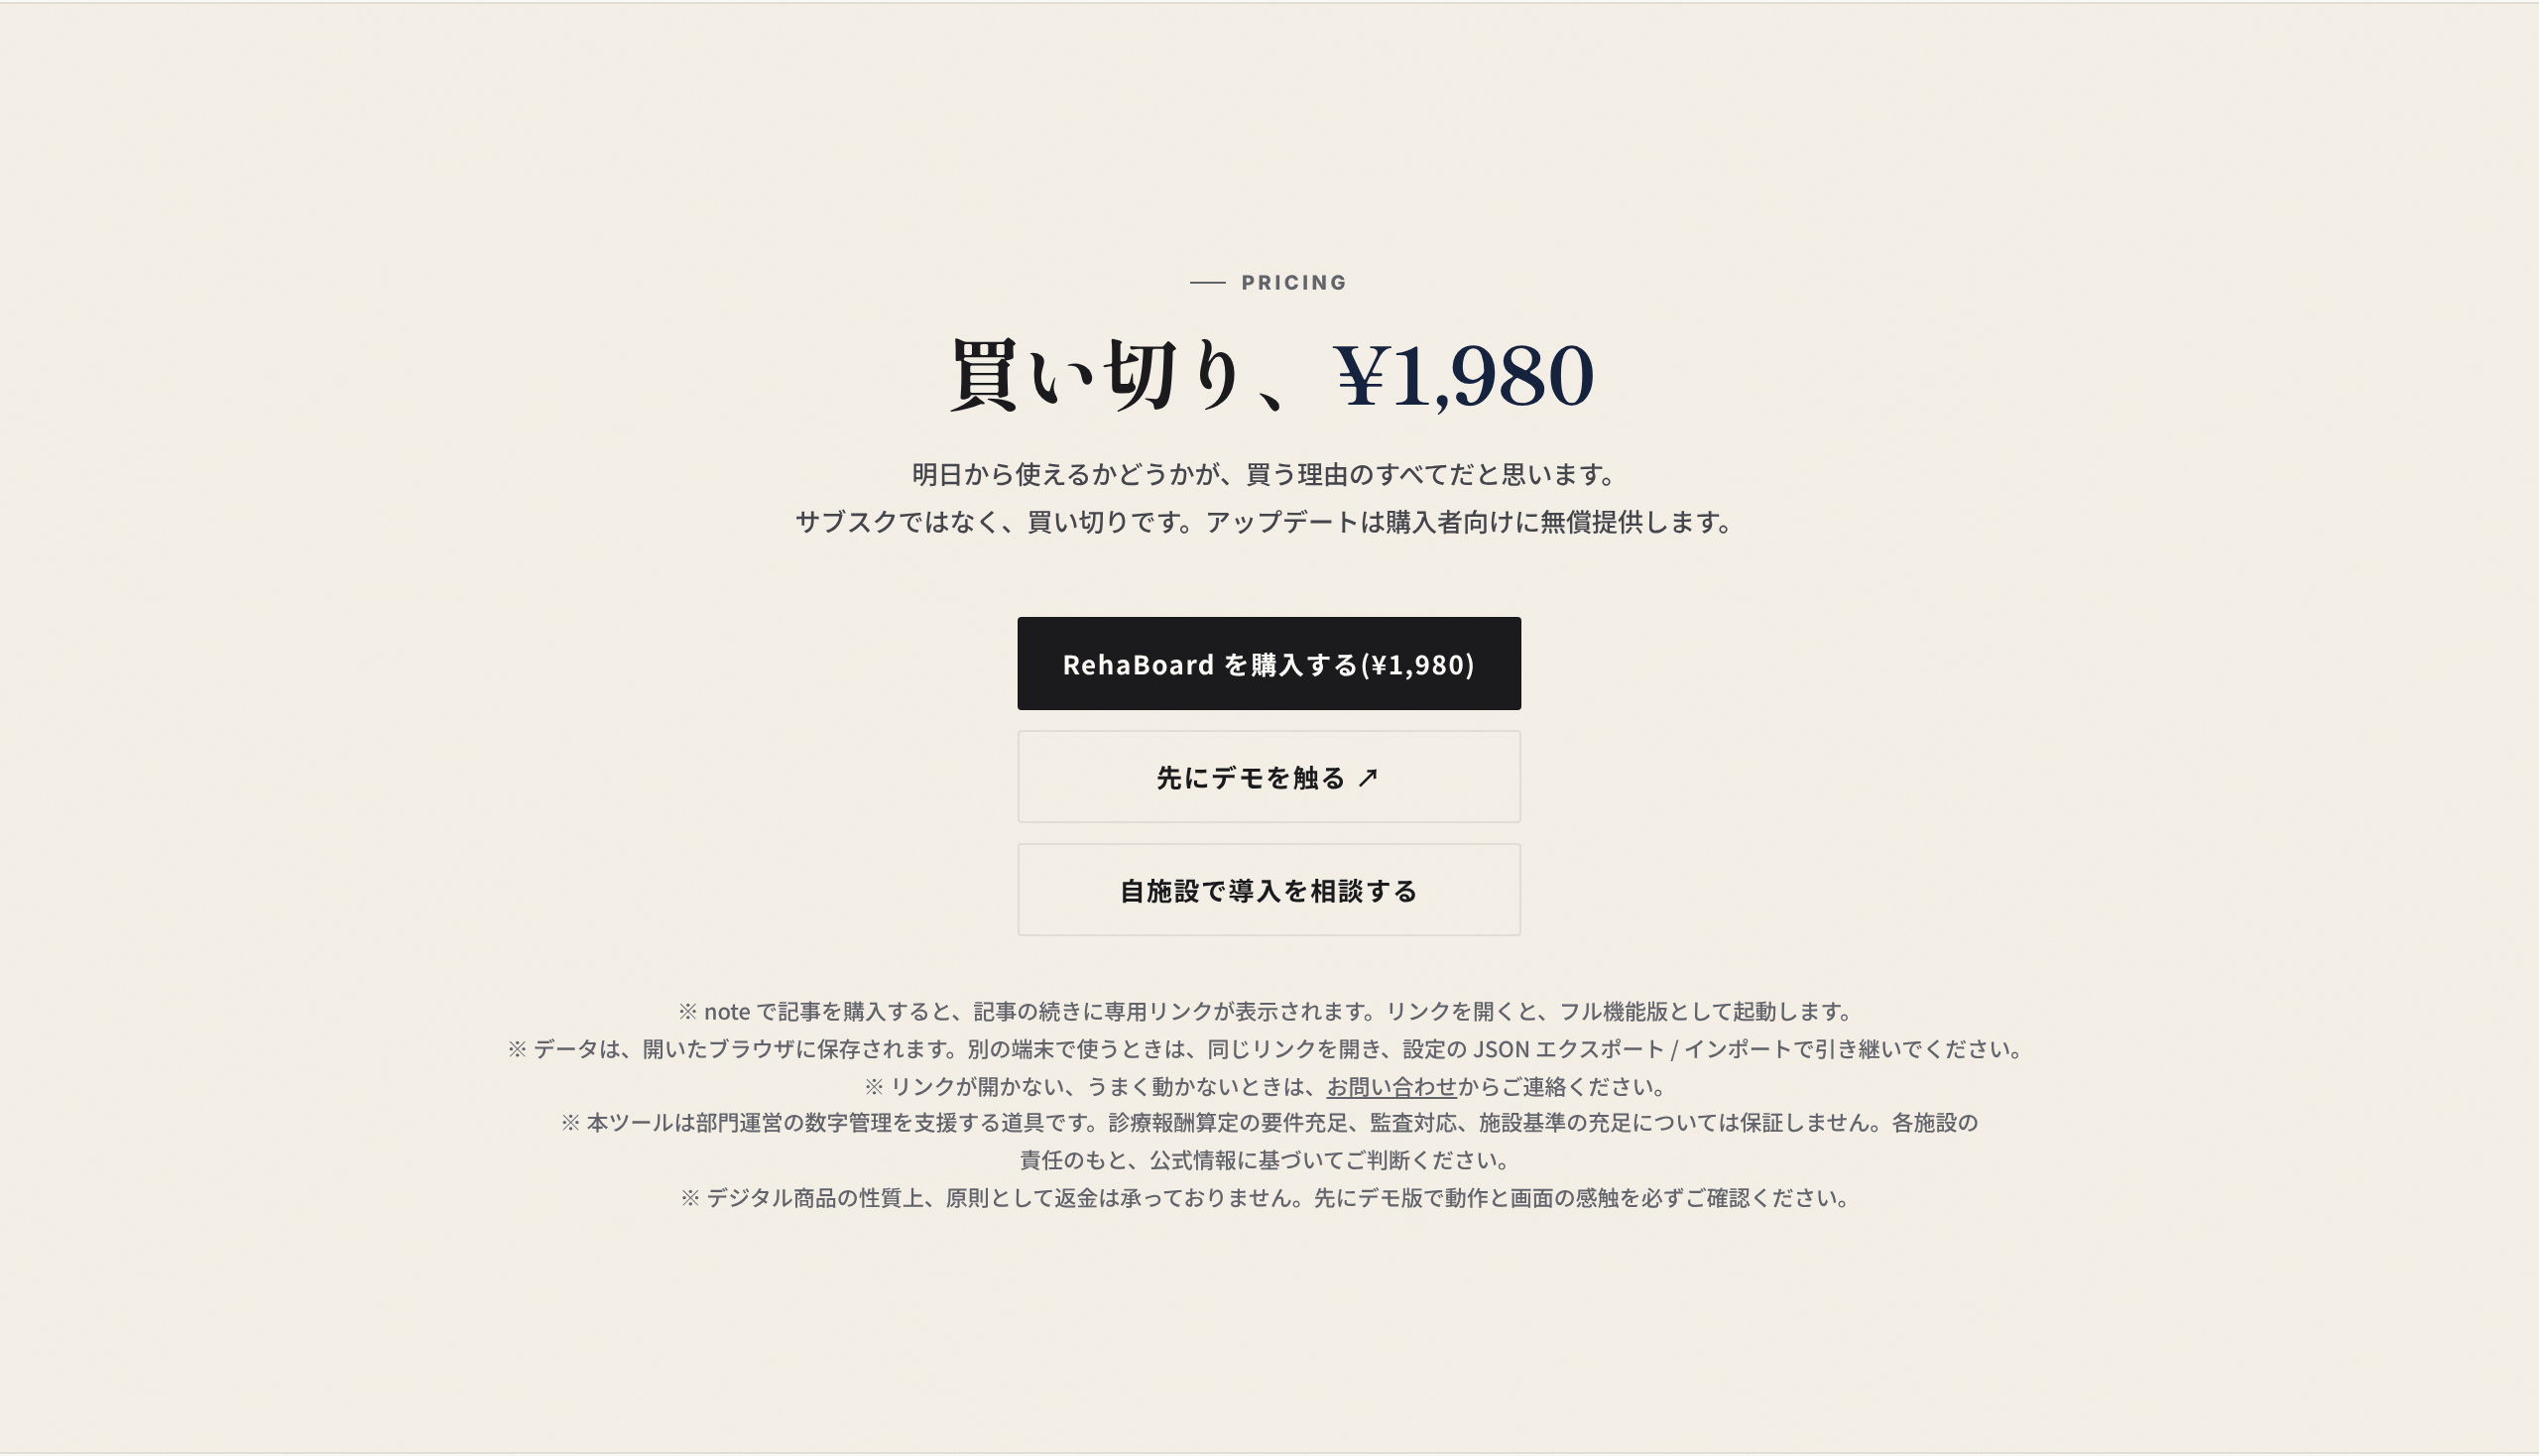 PRICING
買い切り、¥1,980
明日から使えるかどうかが、買う理由のすべてだと思います。
サブスクではなく、買い切りです。アップデートは購入者向けに無償提供します。
RehaBoard を購入する(¥1,980)
先にデモを触る ↗
自施設で導入を相談する
※ note で記事を購入すると、記事の続きに専用リンクが表示されます。リンクを開くと、フル機能版として起動します。
※ データは、開いたブラウザに保存されます。別の端末で使うときは、同じリンクを開き、設定の JSON エクスポート / インポートで引き継いでください。
※ リンクが開かない、うまく動かないときは、お問い合わせからご連絡ください。
※ 本ツールは部門運営の数字管理を支援する道具です。診療報酬算定の要件充足、監査対応、施設基準の充足については保証しません。各施設の
責任のもと、公式情報に基づいてご判断ください。
※ デジタル商品の性質上、原則として返金は承っておりません。先にデモ版で動作と画面の感触を必ずご確認ください。